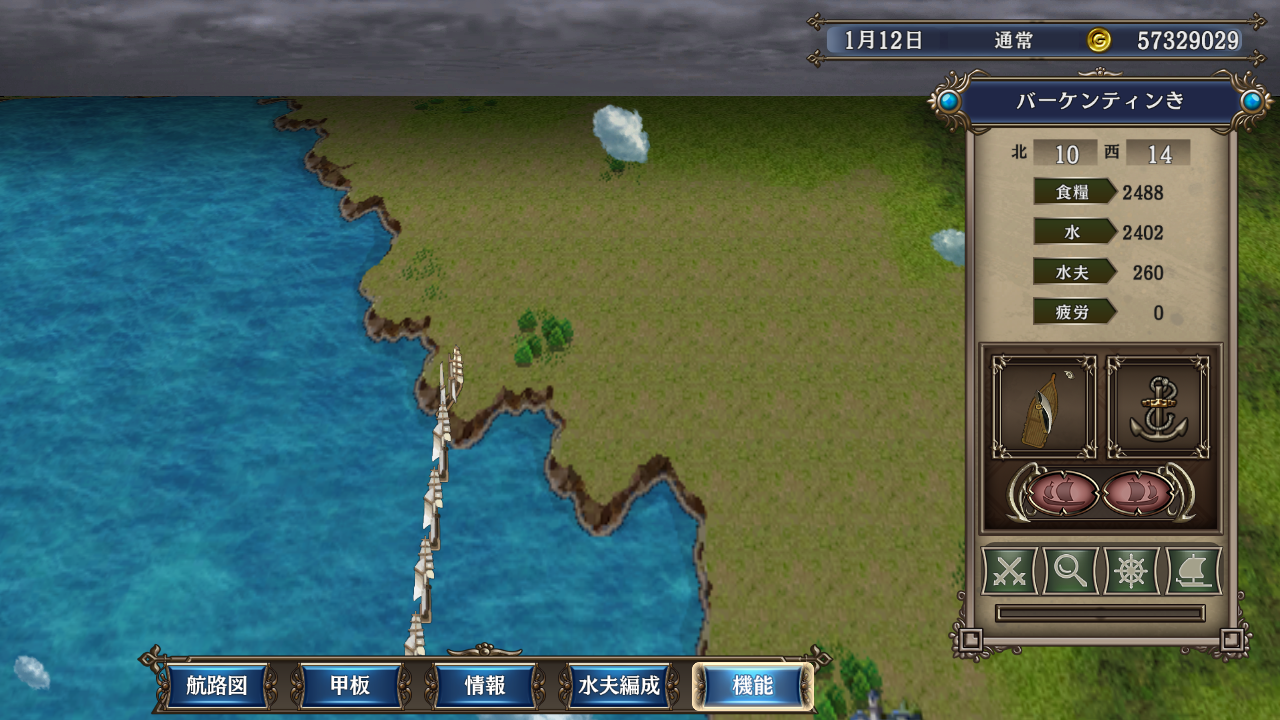 1月12日 通常 G 57329029
バーケンティンき
北 10 西 14
食糧 2488
水 2402
水夫 260
疲労 0
航路図 甲板 情報 水夫編成 機能